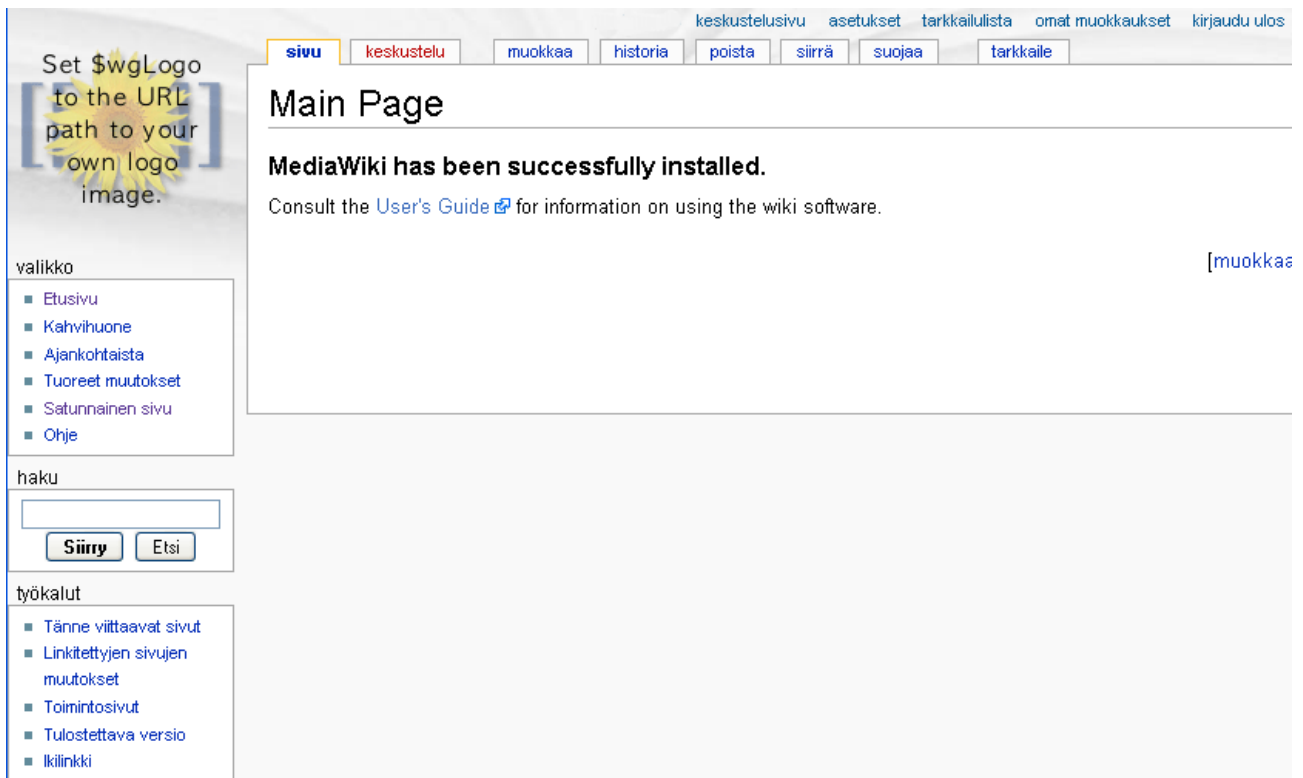 keskustelusivu asetukset tarkkailulista omat muokkaukset kirjaudu ulos
sivu keskustelu muokkaa historia poista siirrä suojaa tarkkaile
Set $wgLogo
to the URL
path to your
own logo
image.
Main Page
MediaWiki has been successfully installed.
Consult the User's Guide for information on using the wiki software.
[muokkaa
valikko
Etusivu
Kahvihuone
Ajankohtaista
Tuoreet muutokset
Satunnainen sivu
Ohje
haku
Siirry Etsi
työkalut
Tänne viittaavat sivut
Linkitettyjen sivujen
muutokset
Toimintosivut
Tulostettava versio
Ikilinkki